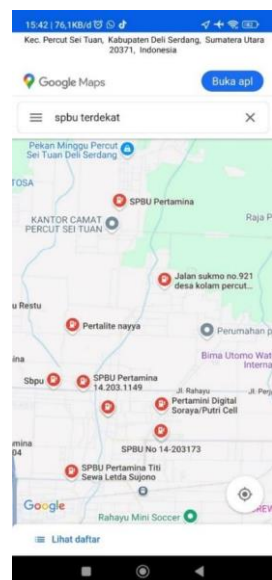 15:42 | 76,1KB/d
Kec. Percut Sei Tuan, Kabupaten Deli Serdang, Sumatera Utara
20371, Indonesia
Google Maps
Buka apl
spbu terdekat
Pekan Minggu Percut
Sei Tuan Deli Serdang
TOSA
SPBU Pertamina
KANTOR CAMAT
PERCUT SEI TUAN
Raja P
Jalan sukmo no.921
desa kolam percut...
u Restu
Pertalite nayya
Perumahan p
ina
Bima Utomo Wat
Interna
Sbpu
SPBU Pertamina
14.203.1149
Jl. Rahayu
Jl. Perj
Pertamini Digital
Soraya/Putri Cell
mina
04
SPBU No 14-203173
SPBU Pertamina Titi
Sewa Letda Sujono
Google
Rahayu Mini Soccer
REW
Lihat daftar